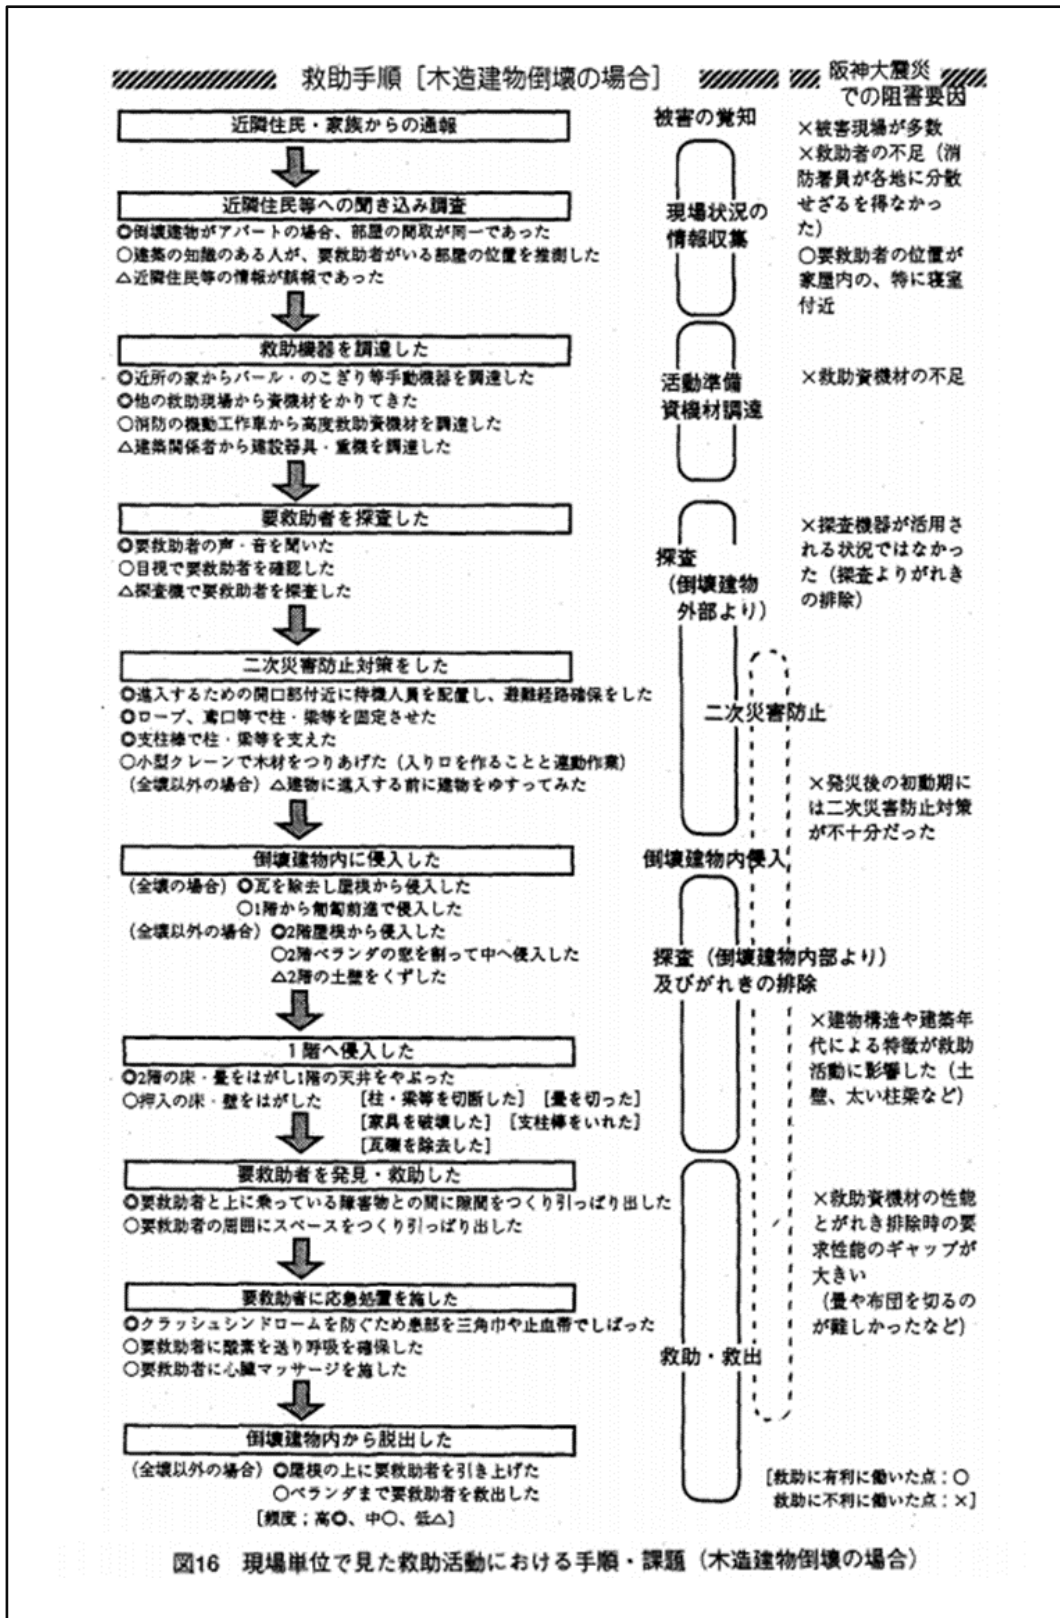 救助手順［木造建物倒壊の場合］
阪神大震災
での阻害要因
近隣住民・家族からの通報
近隣住民等への聞き込み調査
◎倒壊建物がアパートの場合、部屋の間取が同一であった
○建築の知識のある人が、要救助者がいる部屋の位置を推測した
△近隣住民等の情報が誤報であった
救助機器を調達した
◎近所の家からバール・のこぎり等手動機器を調達した
◎他の救助現場から資機材をかりてきた
○消防の機動工作車から高度救助資機材を調達した
△建築関係者から建設器具・重機を調達した
要救助者を探査した
◎要救助者の声・音を聞いた
○目視で要救助者を確認した
△探査機で要救助者を探査した
二次災害防止対策をした
◎進入するための開口部付近に待機人員を配置し、避難経路確保をした
◎ロープ、鳶口等で柱・梁等を固定させた
◎支柱棒で柱・梁等を支えた
○小型クレーンで木材をつりあげた（入り口を作ることと連動作業）
（全壊以外の場合）△建物に進入する前に建物をゆすってみた
倒壊建物内に侵入した
（全壊の場合）◎瓦を除去し屋根から侵入した
○1階から匍匐前進で侵入した
（全壊以外の場合）◎2階屋根から侵入した
○2階ベランダの窓を割って中へ侵入した
△2階の土壁をくずした
1階へ侵入した
◎2階の床・畳をはがし1階の天井をやぶった
○押入の床・壁をはがした
［柱・梁等を切断した］［畳を切った］
［家具を破壊した］［支柱棒をいれた］
［瓦礫を除去した］
要救助者を発見・救助した
◎要救助者と上に乗っている障害物との間に隙間をつくり引っぱり出した
○要救助者の周囲にスペースをつくり引っぱり出した
要救助者に応急処置を施した
◎クラッシュシンドロームを防ぐため患部を三角巾や止血帯でしばった
○要救助者に酸素を送り呼吸を確保した
○要救助者に心臓マッサージを施した
倒壊建物内から脱出した
（全壊以外の場合）◎屋根の上に要救助者を引き上げた
○ベランダまで要救助者を救出した
［頻度；高◎、中○、低△］
被害の覚知
現場状況の
情報収集
活動準備
資機材調達
探査
（倒壊建物
外部より）
二次災害防止
倒壊建物内侵入
探査（倒壊建物内部より）
及びがれきの排除
救助・救出
×被害現場が多数
×救助者の不足（消
防署員が各地に分散
せざるを得なかっ
た）
○要救助者の位置が
家屋内の、特に寝室
付近
×救助資機材の不足
×探査機器が活用さ
れる状況ではなかっ
た（探査よりがれき
の排除）
×発災後の初動期に
は二次災害防止対策
が不十分だった
×建物構造や建築年
代による特徴が救助
活動に影響した（土
壁、太い柱梁など）
×救助資機材の性能
とがれき排除時の要
求性能のギャップが
大きい
（畳や布団を切るの
が難しかったなど）
［救助に有利に働いた点：○
救助に不利に働いた点：×］
図16　現場単位で見た救助活動における手順・課題（木造建物倒壊の場合）